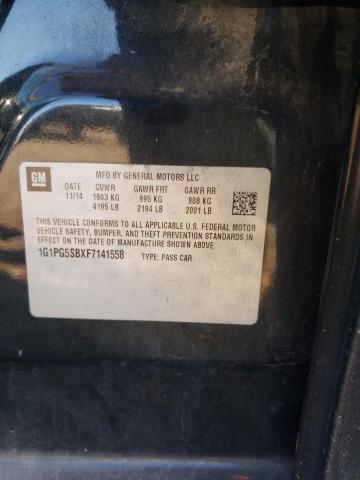 GM
MFD BY GENERAL MOTORS LLC
DATE GVWR GAWR FRT GAWR RR
11/14 1903 KG 995 KG 908 KG
4195 LB 2194 LB 2001 LB
THIS VEHICLE CONFORMS TO ALL APPLICABLE U.S. FEDERAL MOTOR
VEHICLE SAFETY, BUMPER, AND THEFT PREVENTION STANDARDS IN
EFFECT ON THE DATE OF MANUFACTURE SHOWN ABOVE.
1G1PG5SBXF7141558 TYPE: PASS CAR